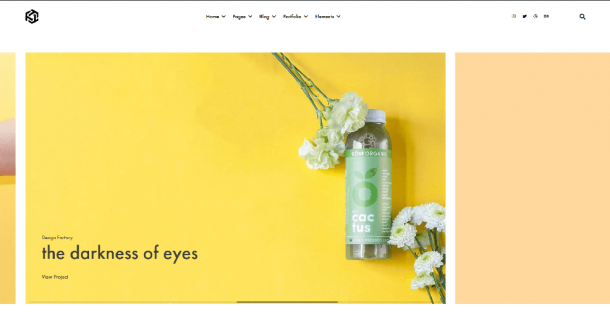 Home Pages Blog Portfolio Elements
cac
tus
Design Factory
the darkness of eyes
View Project